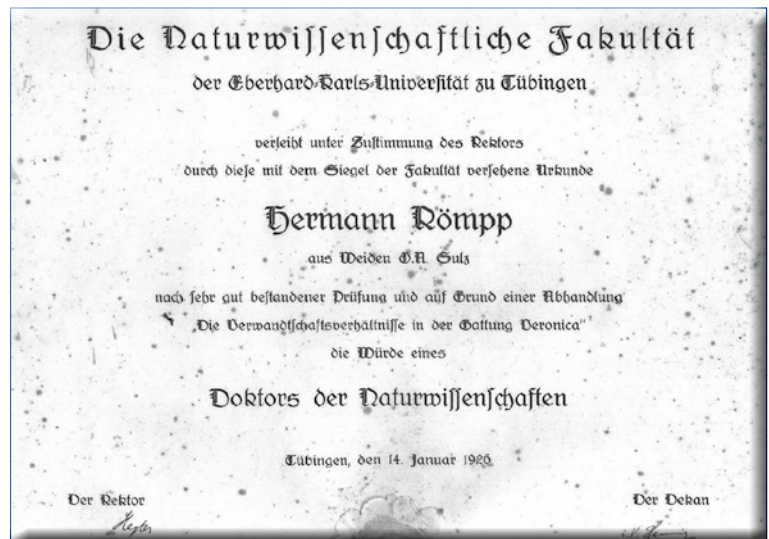 Die Naturwissenschaftliche Fakultät
der Eberhard-Karls-Universität zu Tübingen
verleiht unter Zustimmung des Rektors
durch diese mit dem Siegel der Fakultät versehene Urkunde
Hermann Römpp
aus Weiden O.A. Sulz
nach sehr gut bestandener Prüfung und auf Grund einer Abhandlung
„Die Verwandtschaftsverhältnisse in der Gattung Veronica"
die Würde eines
Doktors der Naturwissenschaften
Tübingen, den 14. Januar 1926
Der Rektor Der Dekan